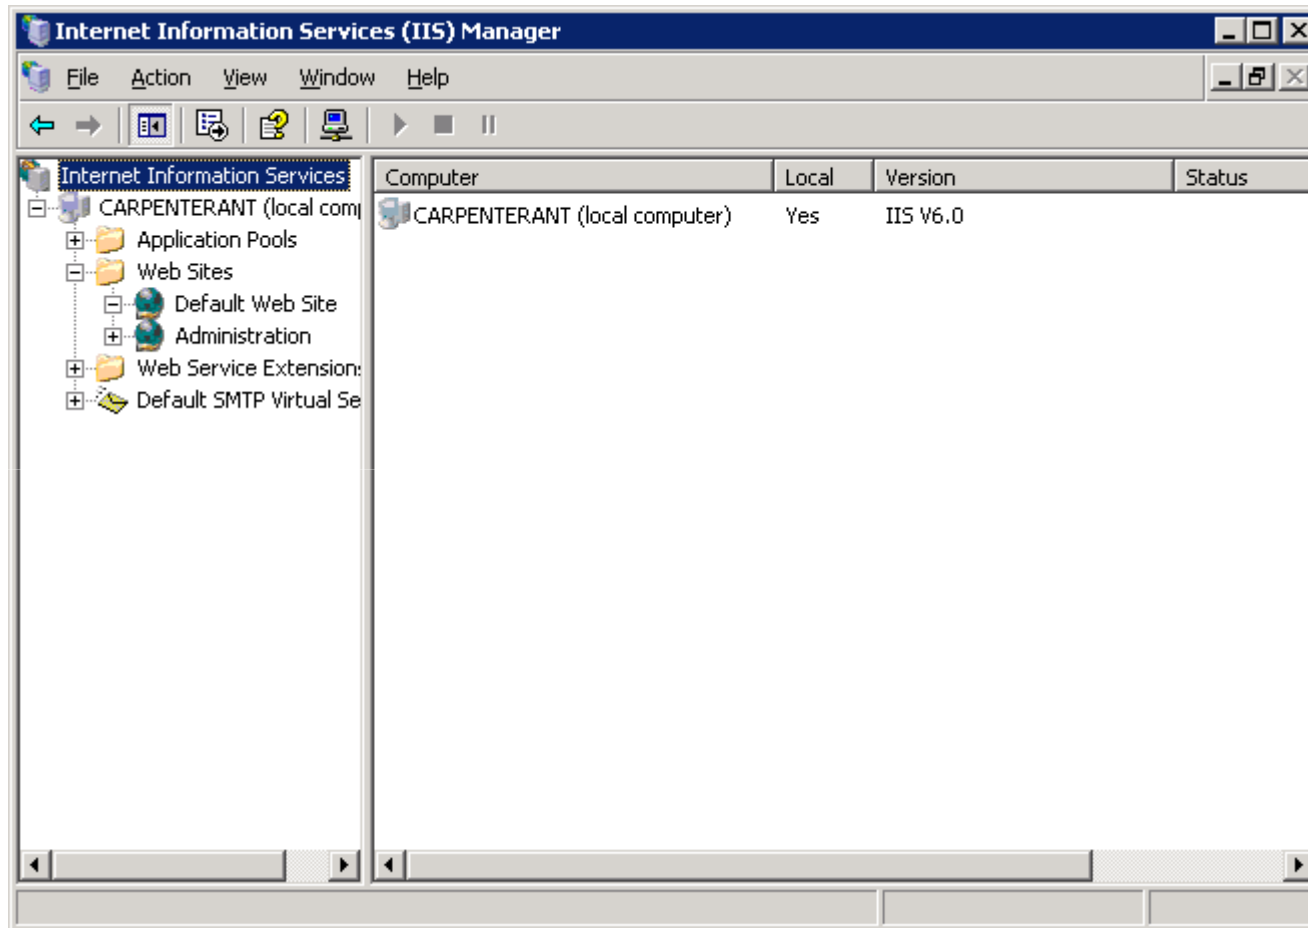 Internet Information Services (IIS) Manager
File Action View Window Help
Internet Information Services
CARPENTERANT (local com
Application Pools
Web Sites
Default Web Site
Administration
Web Service Extension
Default SMTP Virtual Se
Computer Local Version Status
CARPENTERANT (local computer) Yes IIS V6.0